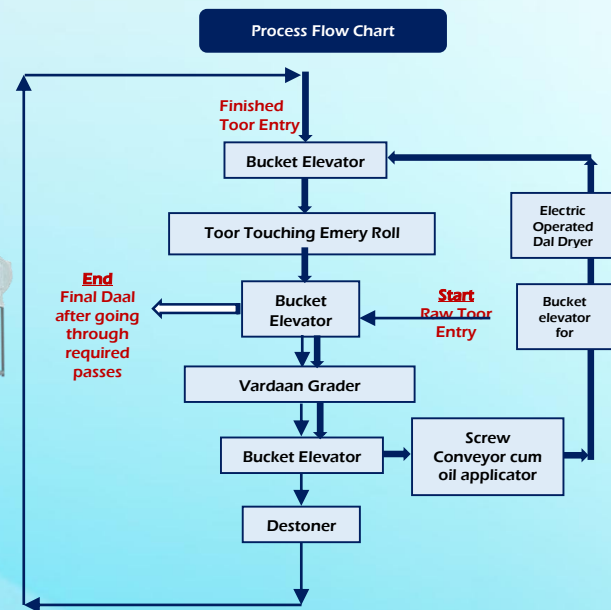 Process Flow Chart
Finished
Toor Entry
Bucket Elevator
Electric
Operated
Dal Dryer
Toor Touching Emery Roll
End
Final Daal
after going
through
required
passes
Bucket
Elevator
Start
Raw Toor
Entry
Bucket
elevator
for
Vardaan Grader
Bucket Elevator
Screw
Conveyor cum
oil applicator
Destoner